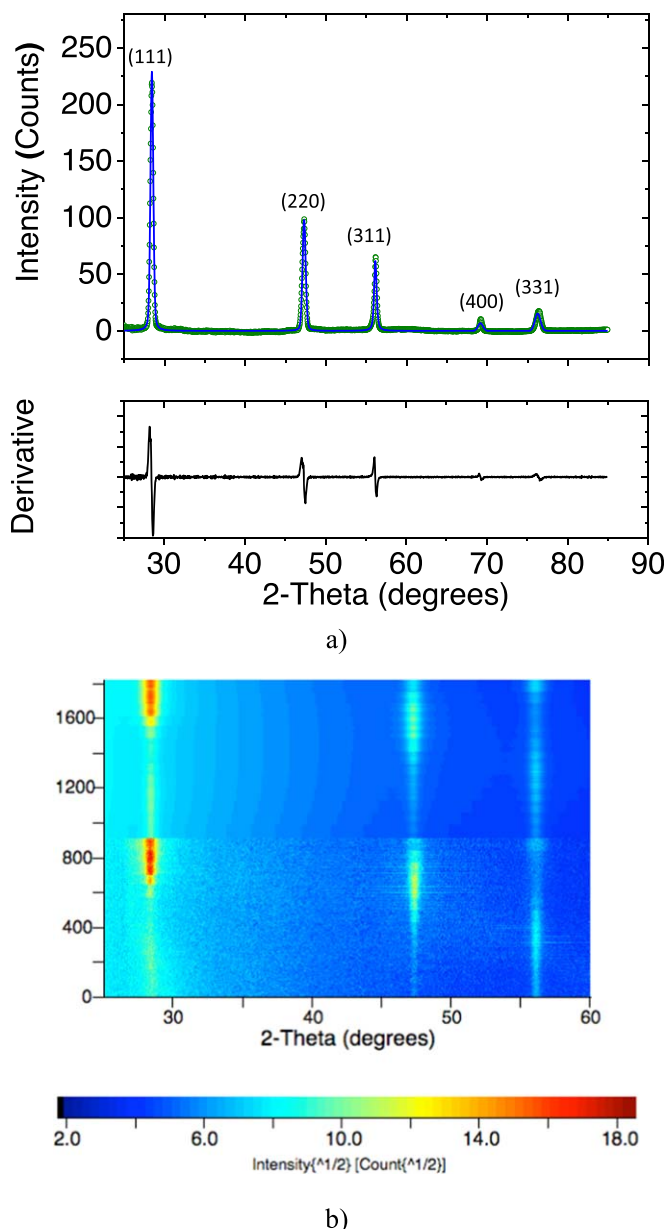 Intensity (Counts)
250
200
150
100
50
0
(111)
(220)
(311)
(400)
(331)
Derivative
30 40 50 60 70 80 90
2-Theta (degrees)
a)
1600
1200
800
400
0
30 40 50 60
2-Theta (degrees)
2.0 6.0 10.0 14.0 18.0
Intensity{^1/2} [Count{^1/2}]
b)